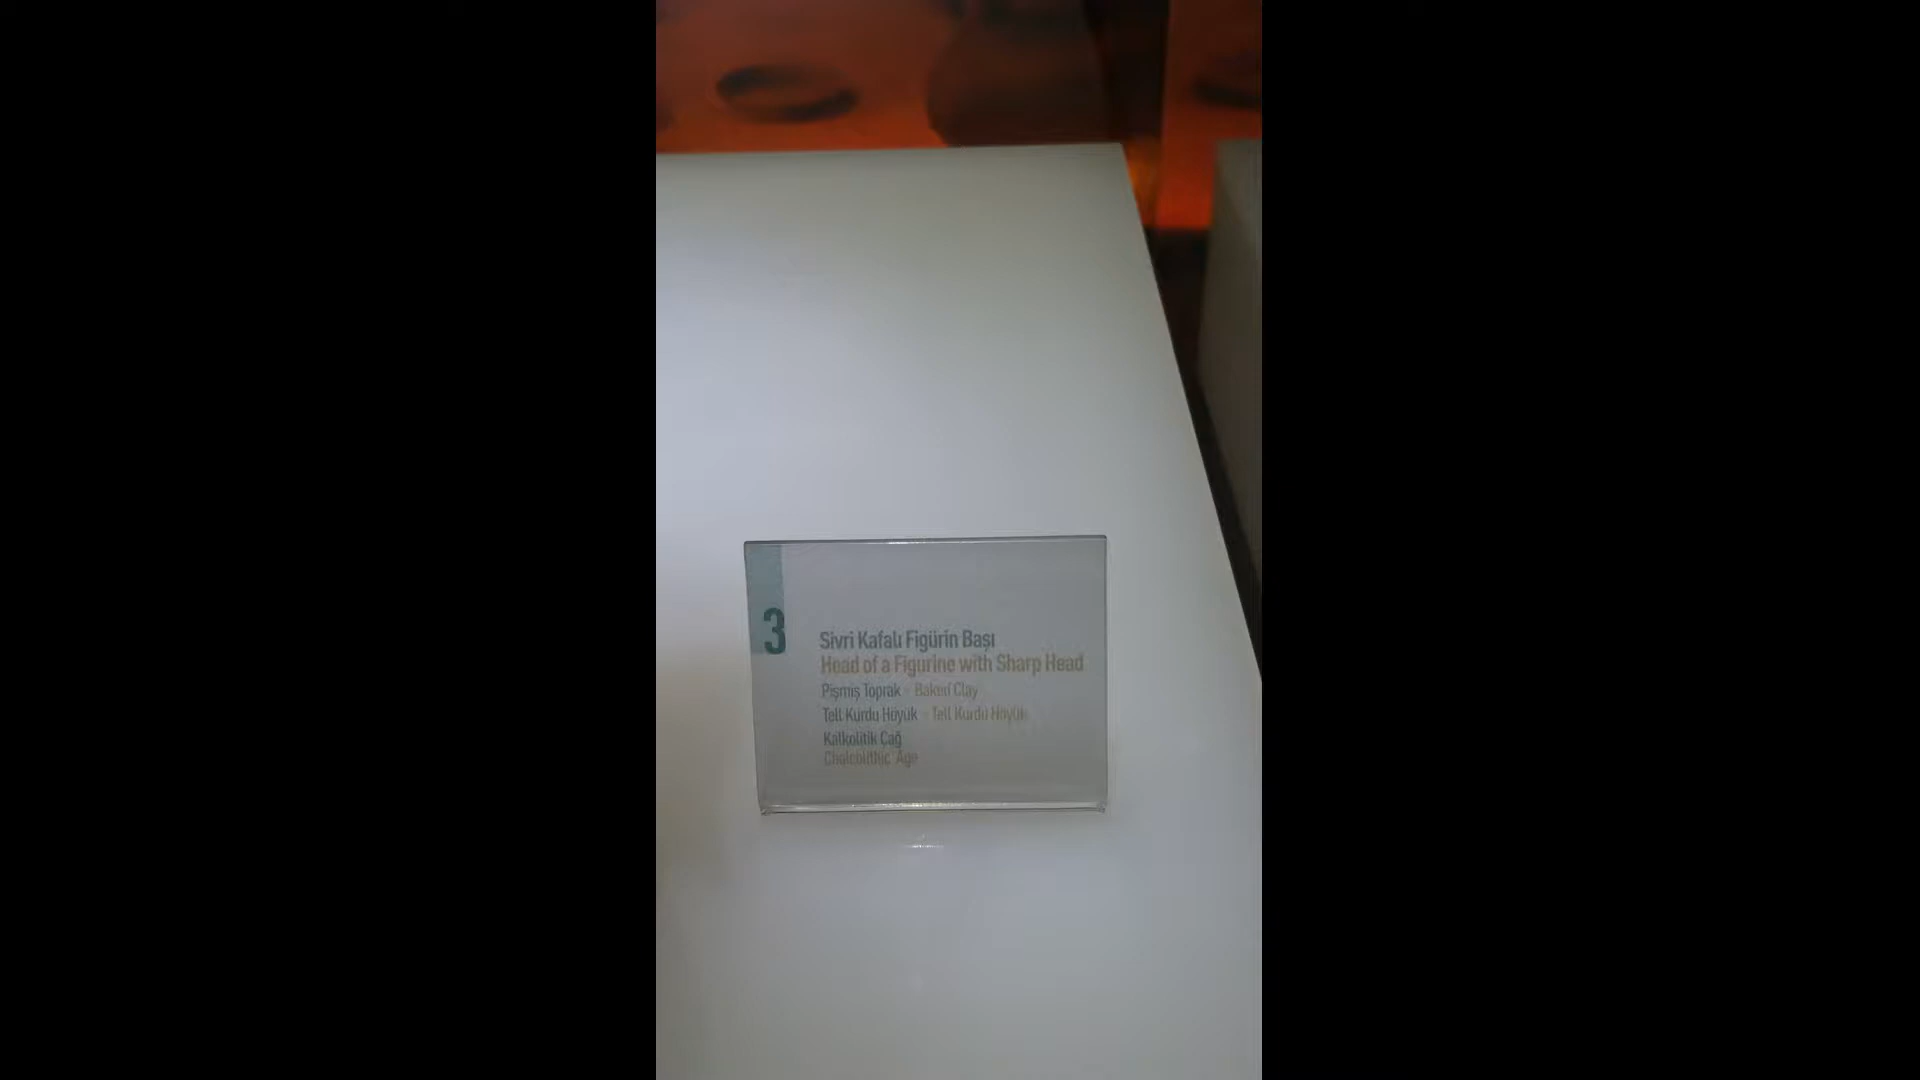 3
Sivri Kafalı Figürin Başı
Head of a Figurine with Sharp Head
Pişmiş Toprak - Baked Clay
Tell Kurdu Höyük - Tell Kurdu Höyük
Kalkolitik Çağ
Chalcolithic Age